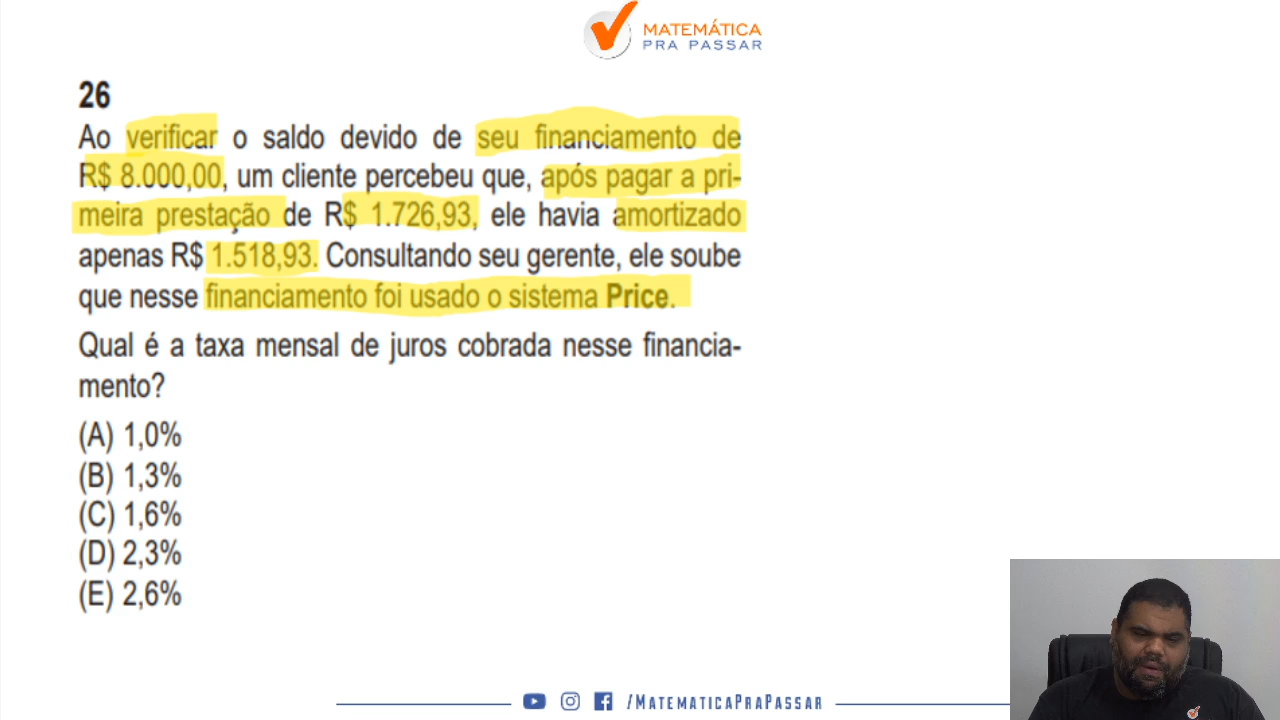 MATEMÁTICA
PRA PASSAR
26
Ao verificar o saldo devido de seu financiamento de
R$ 8.000,00, um cliente percebeu que, após pagar a pri-
meira prestação de R$ 1.726,93, ele havia amortizado
apenas R$ 1.518,93. Consultando seu gerente, ele soube
que nesse financiamento foi usado o sistema Price.
Qual é a taxa mensal de juros cobrada nesse financia-
mento?
(A) 1,0%
(B) 1,3%
(C) 1,6%
(D) 2,3%
(E) 2,6%
/MATEMATICAPRAPASSAR